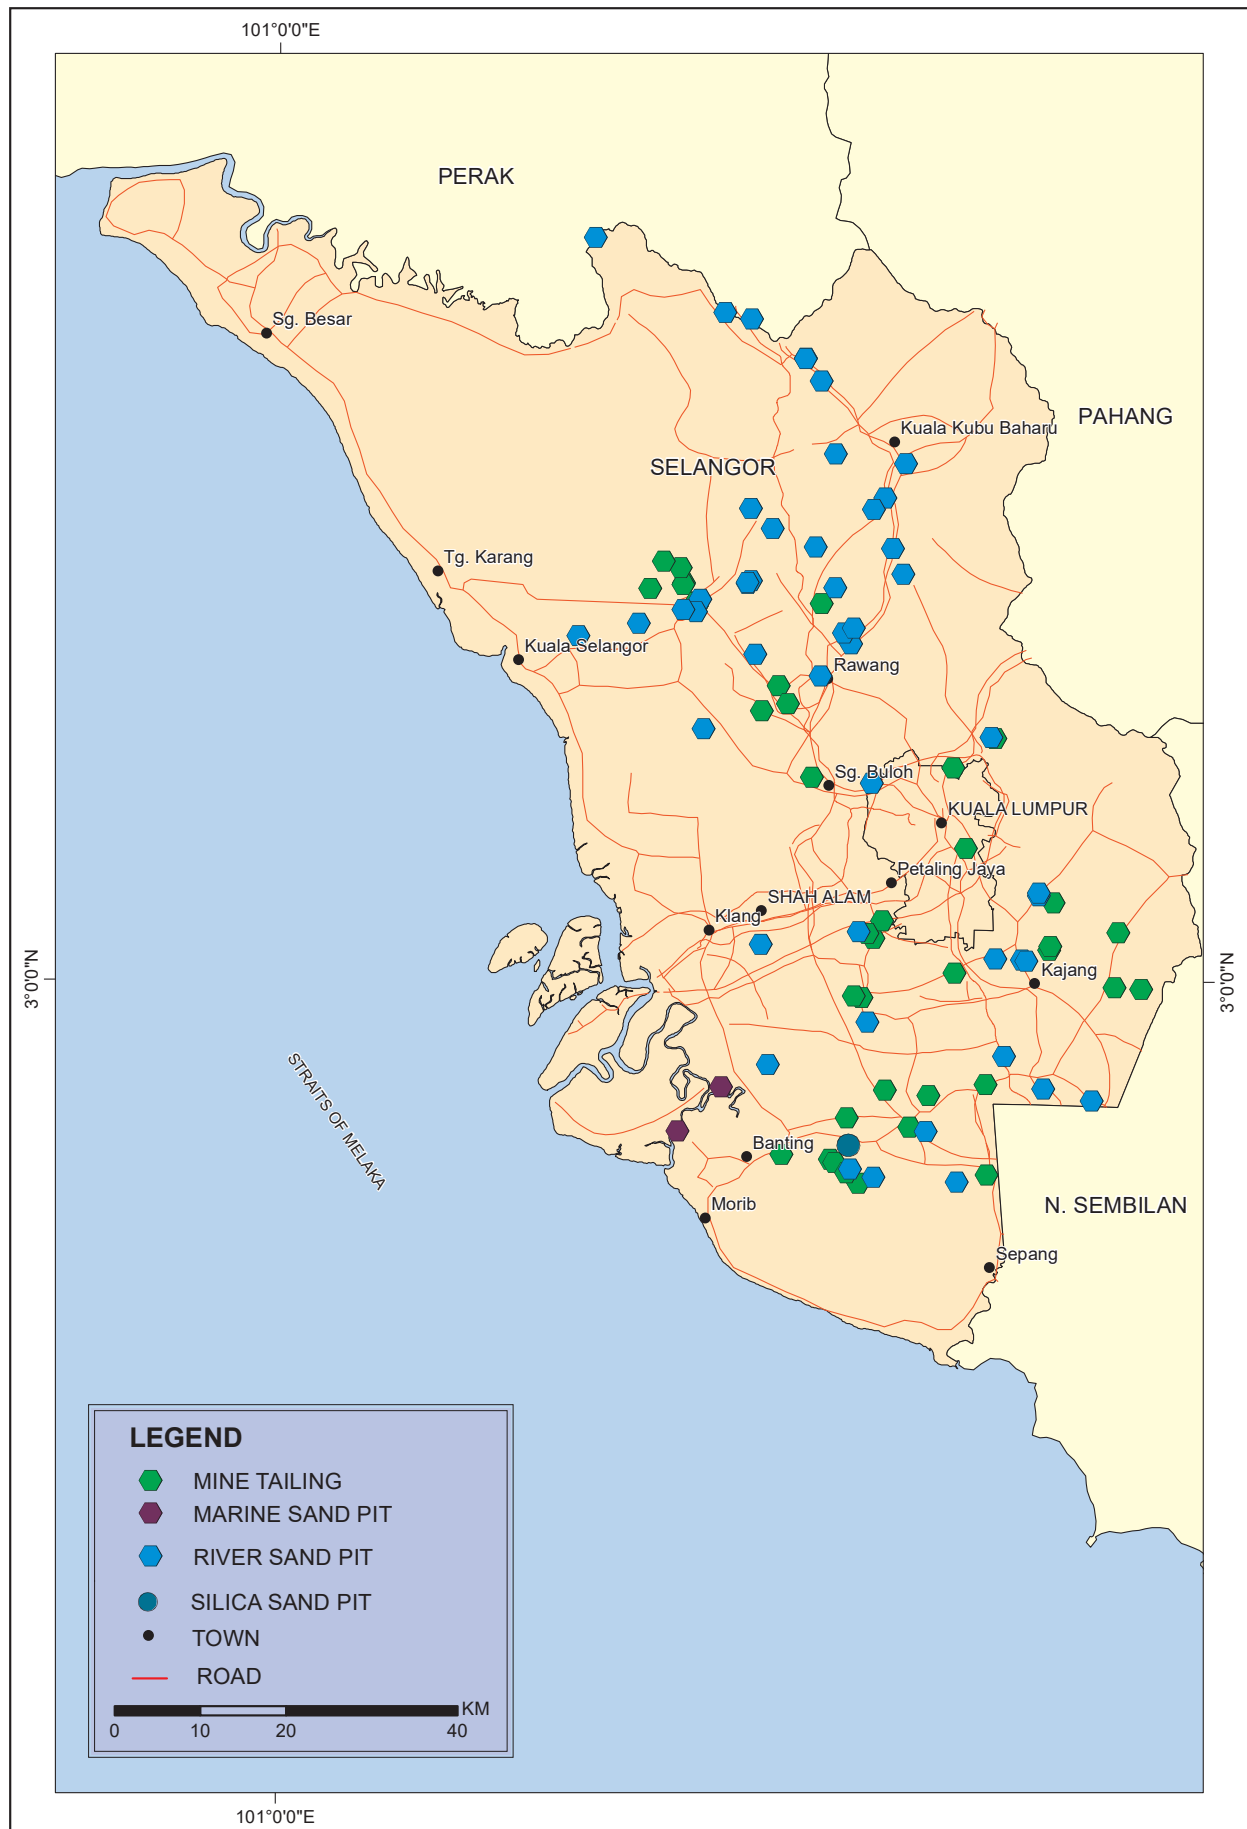 101°0'0"E
PERAK
Sg. Besar
PAHANG
Kuala Kubu Baharu
SELANGOR
Tg. Karang
Kuala Selangor
Rawang
Sg. Buloh
KUALA LUMPUR
Petaling Jaya
SHAH ALAM
Klang
3°0'0"N
Kajang
3°0'0"N
STRAITS OF MELAKA
Banting
Morib
N. SEMBILAN
Sepang
LEGEND
MINE TAILING
MARINE SAND PIT
RIVER SAND PIT
SILICA SAND PIT
TOWN
ROAD
KM
0 10 20 40
101°0'0"E